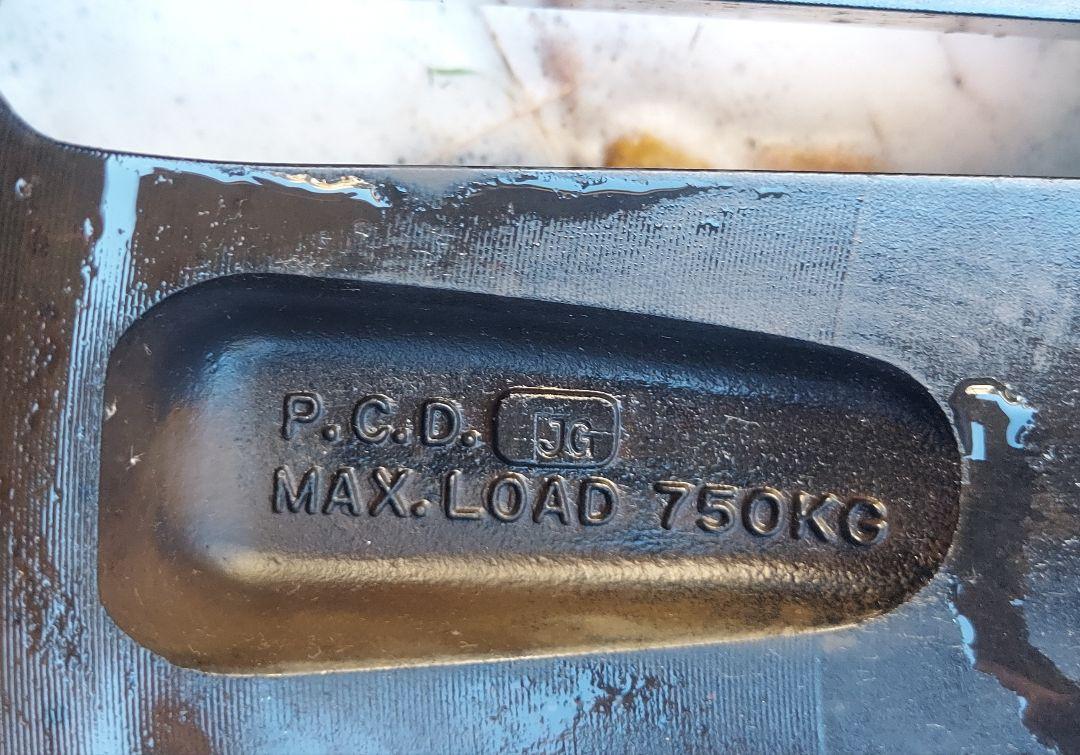 P.C.D. JG
MAX. LOAD 750KG